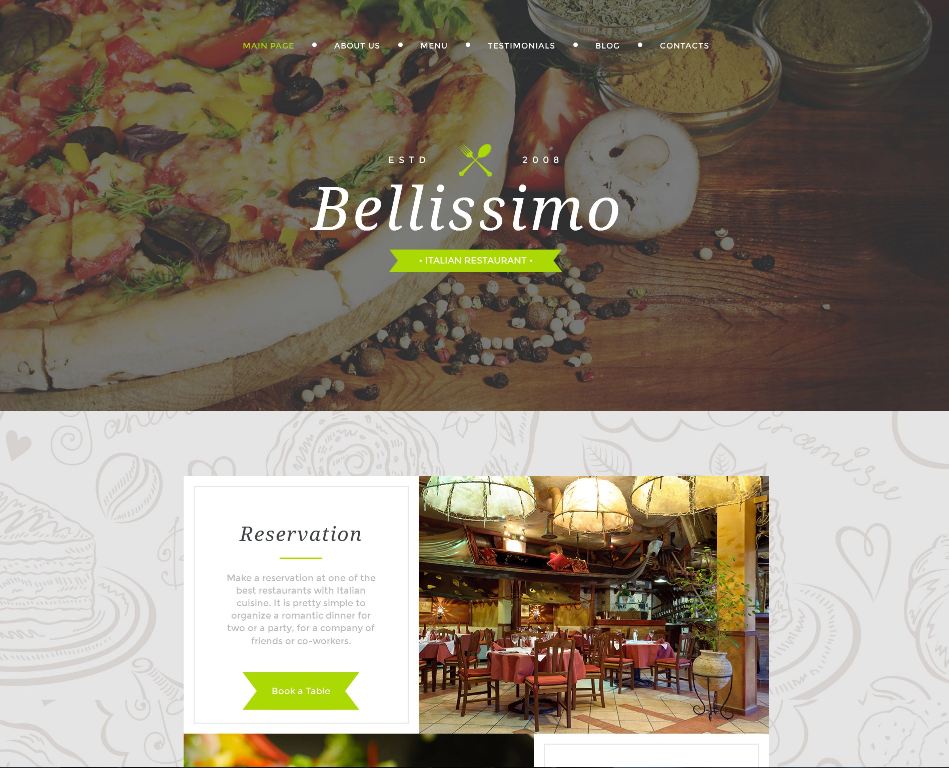 MAIN PAGE • ABOUT US • MENU • TESTIMONIALS • BLOG • CONTACTS
ESTD 2008
Bellissimo
• ITALIAN RESTAURANT •
tiramisu
Reservation
Make a reservation at one of the
best restaurants with Italian
cuisine. It is pretty simple to
organize a romantic dinner for
two or a party, for a company of
friends or co-workers.
Book a Table